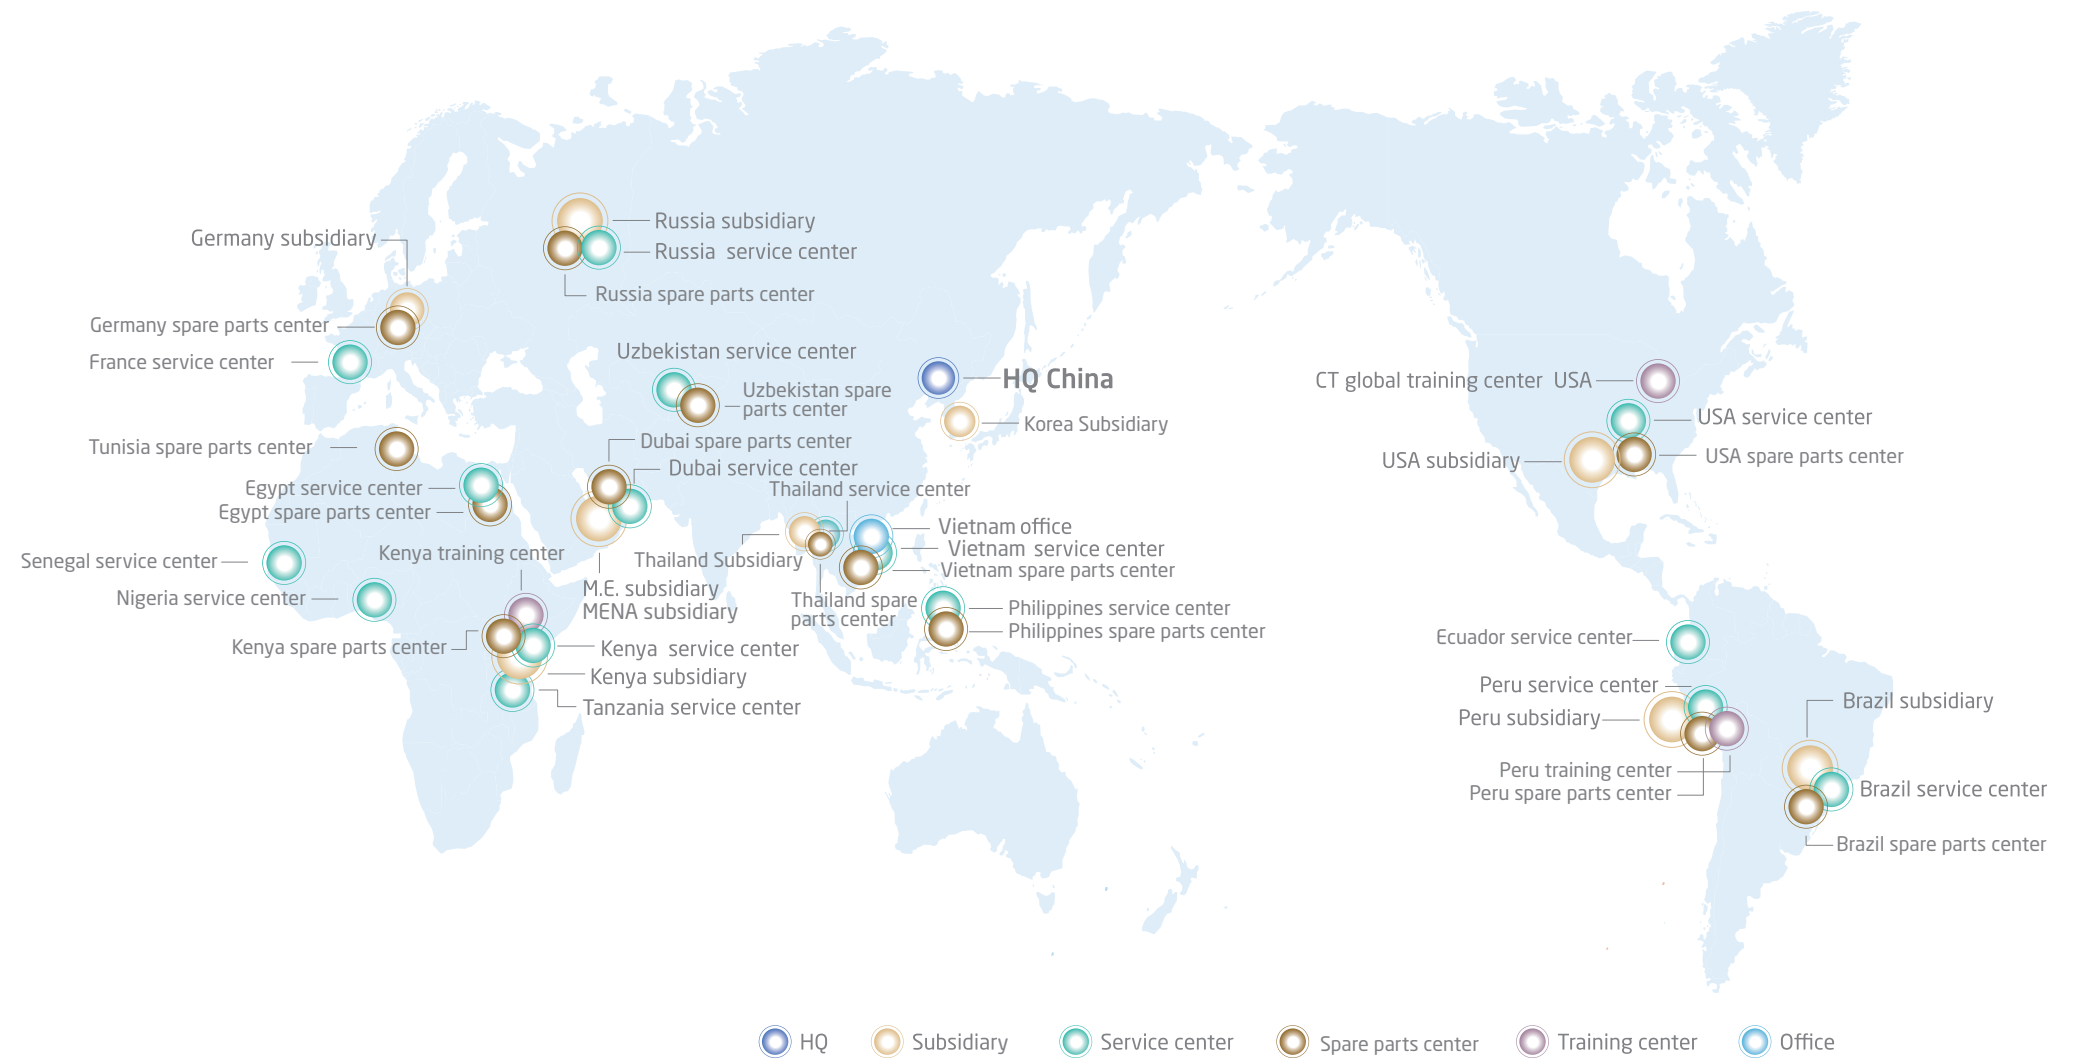 Germany subsidiary
Germany spare parts center
France service center
Tunisia spare parts center
Egypt service center
Egypt spare parts center
Senegal service center
Nigeria service center
Kenya training center
Kenya spare parts center
Kenya service center
Kenya subsidiary
Tanzania service center
Russia subsidiary
Russia service center
Russia spare parts center
Uzbekistan service center
Uzbekistan spare
parts center
Dubai spare parts center
Dubai service center
M.E. subsidiary
MENA subsidiary
Thailand service center
Thailand Subsidiary
Thailand spare
parts center
HQ China
Korea Subsidiary
Vietnam office
Vietnam service center
Vietnam spare parts center
Philippines service center
Philippines spare parts center
CT global training center USA
USA service center
USA subsidiary
USA spare parts center
Ecuador service center
Peru service center
Peru subsidiary
Peru training center
Peru spare parts center
Brazil subsidiary
Brazil service center
Brazil spare parts center
HQ
Subsidiary
Service center
Spare parts center
Training center
Office